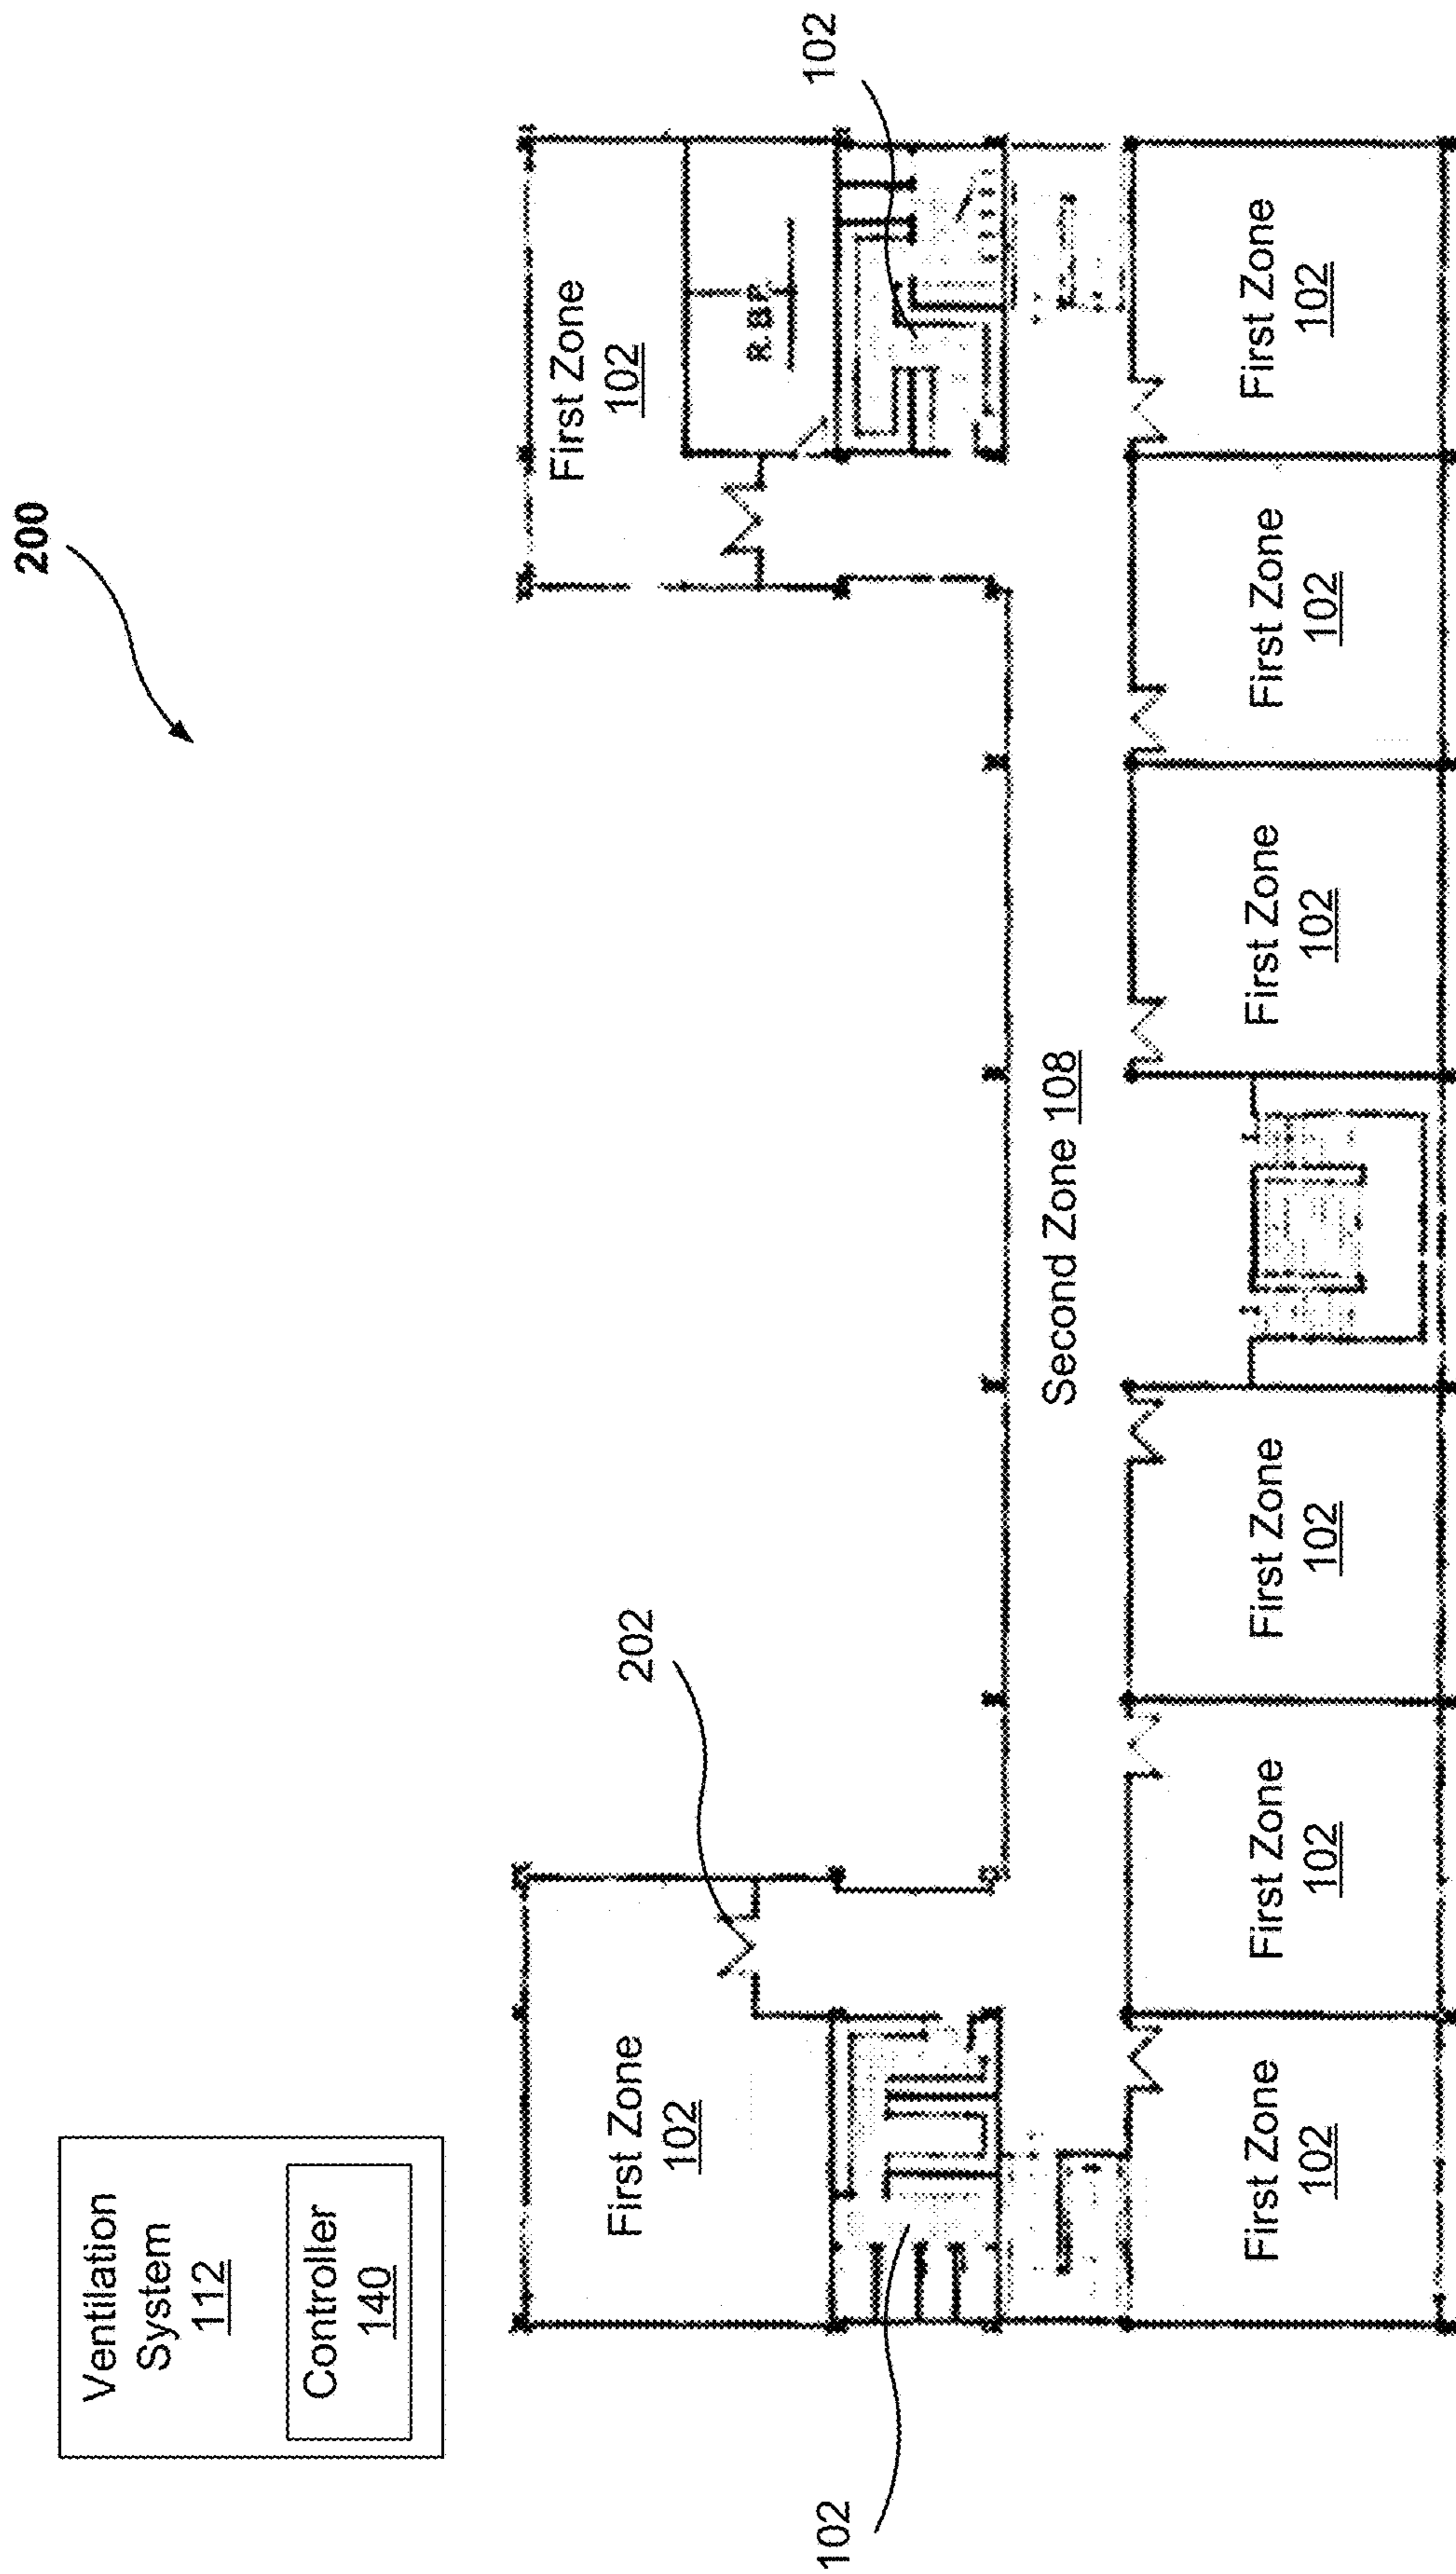 200
Ventilation
System
112
Controller
140
202
102
First Zone
102
First Zone
102
R.B.F.
102
Second Zone 108
First Zone
102
First Zone
102
First Zone
102
First Zone
102
First Zone
102
First Zone
102